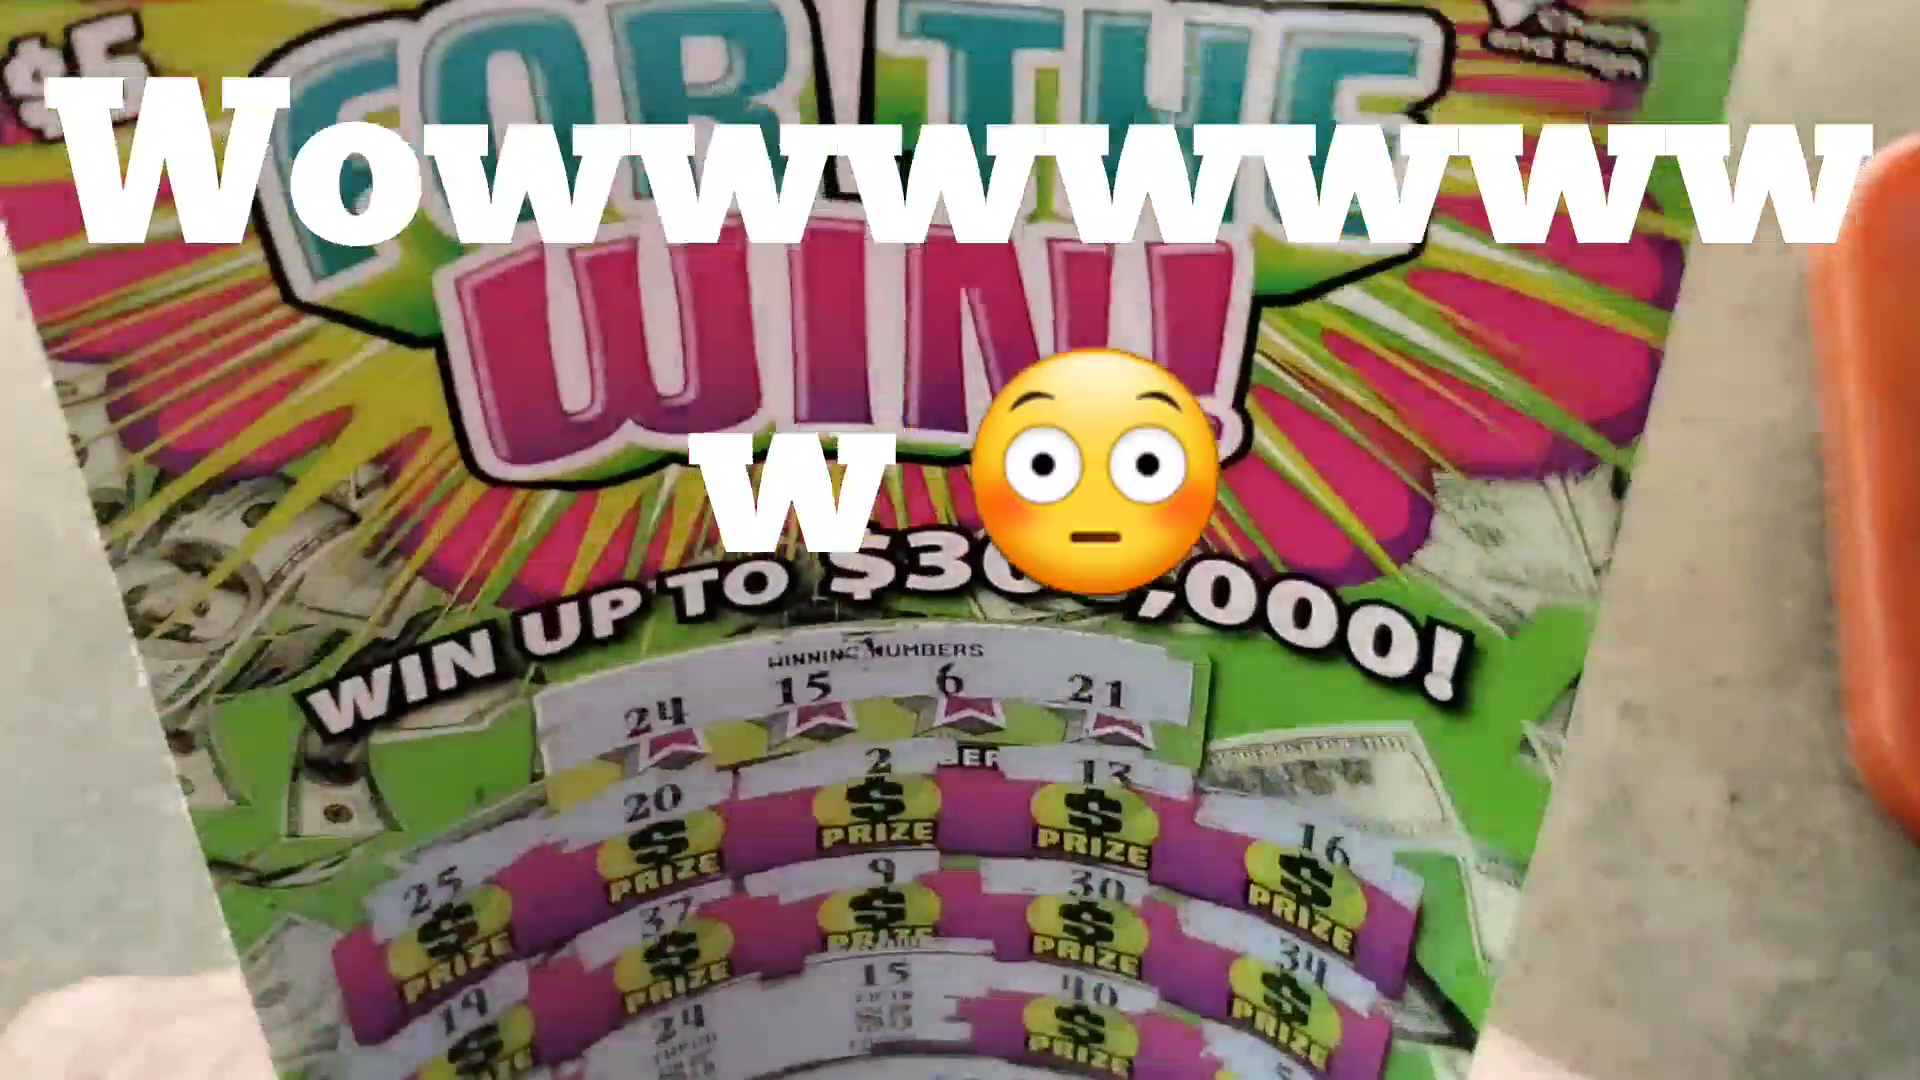 $5
FOR THE
WIN!
Wowwwwwwww
w 😳
WIN UP TO $30,000!
WINNING NUMBERS
24 15 6 21
25 20 2 13 16
PRIZE PRIZE PRIZE PRIZE PRIZE
37 9 30 34
PRIZE PRIZE PRIZE PRIZE
19 24 15 40
PRIZE